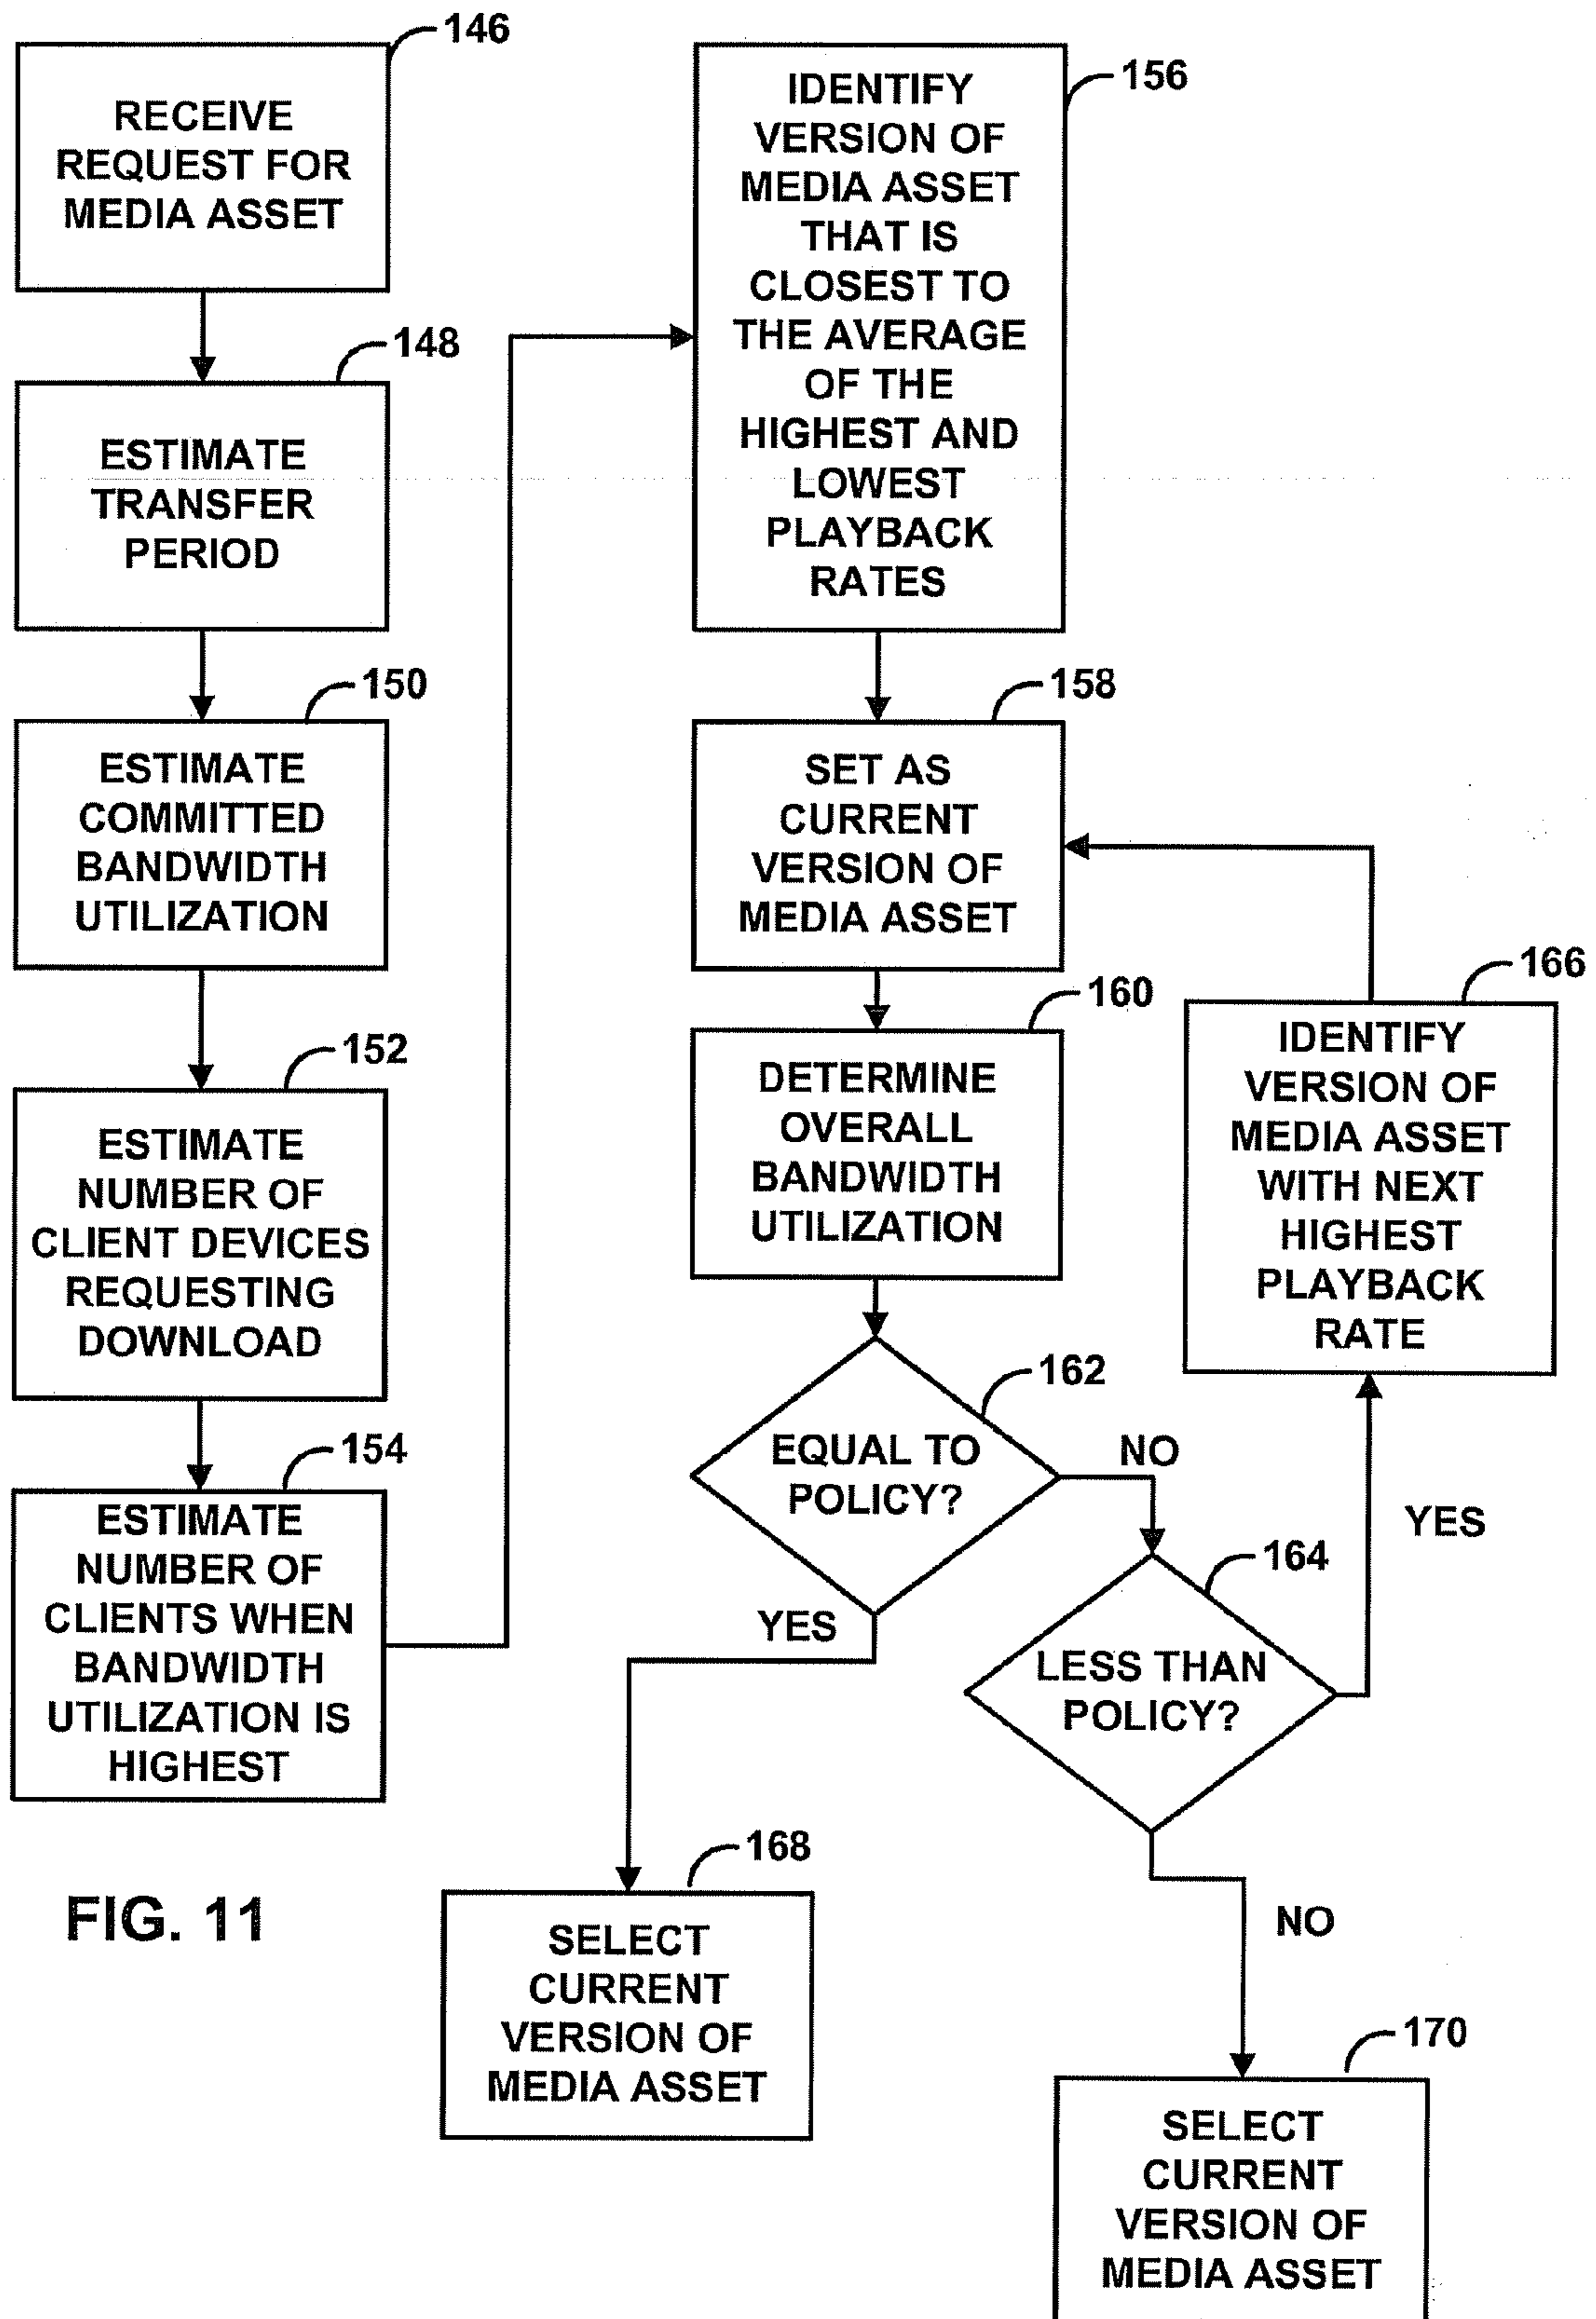 146
RECEIVE
REQUEST FOR
MEDIA ASSET
148
ESTIMATE
TRANSFER
PERIOD
150
ESTIMATE
COMMITTED
BANDWIDTH
UTILIZATION
152
ESTIMATE
NUMBER OF
CLIENT DEVICES
REQUESTING
DOWNLOAD
154
ESTIMATE
NUMBER OF
CLIENTS WHEN
BANDWIDTH
UTILIZATION IS
HIGHEST
156
IDENTIFY
VERSION OF
MEDIA ASSET
THAT IS
CLOSEST TO
THE AVERAGE
OF THE
HIGHEST AND
LOWEST
PLAYBACK
RATES
158
SET AS
CURRENT
VERSION OF
MEDIA ASSET
160
DETERMINE
OVERALL
BANDWIDTH
UTILIZATION
162
EQUAL TO
POLICY?
NO
YES
164
LESS THAN
POLICY?
YES
NO
166
IDENTIFY
VERSION OF
MEDIA ASSET
WITH NEXT
HIGHEST
PLAYBACK
RATE
168
SELECT
CURRENT
VERSION OF
MEDIA ASSET
170
SELECT
CURRENT
VERSION OF
MEDIA ASSET
FIG. 11